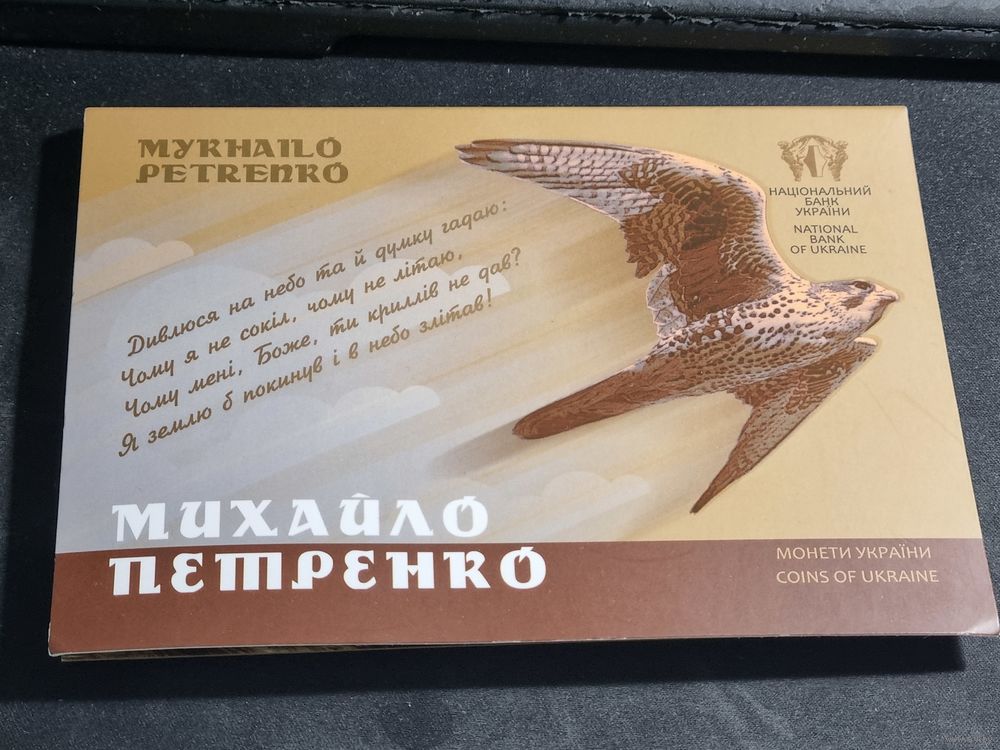 MYKHAILO
PETRENKO
НАЦІОНАЛЬНИЙ
БАНК
УКРАЇНИ
NATIONAL
BANK
OF UKRAINE
Дивлюся на небо та й думку гадаю:
Чому я не сокіл, чому не літаю,
Чому мені, Боже, ти криллів не дав?
Я землю б покинув і в небо злітав!
МИХАЙЛО
ПЕТРЕНКО
МОНЕТИ УКРАЇНИ
COINS OF UKRAINE